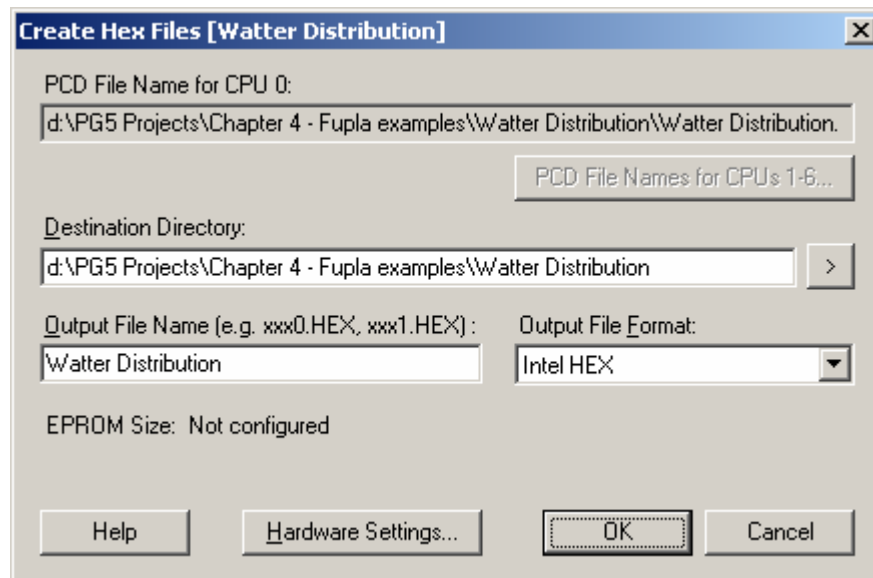 Create Hex Files [Watter Distribution]
PCD File Name for CPU 0:
d:\PG5 Projects\Chapter 4 - Fupla examples\Watter Distribution\Watter Distribution.
PCD File Names for CPUs 1-6...
Destination Directory:
d:\PG5 Projects\Chapter 4 - Fupla examples\Watter Distribution
>
Output File Name (e.g. xxx0.HEX, xxx1.HEX) :
Output File Format:
Watter Distribution
Intel HEX
EPROM Size: Not configured
Help
Hardware Settings...
OK
Cancel